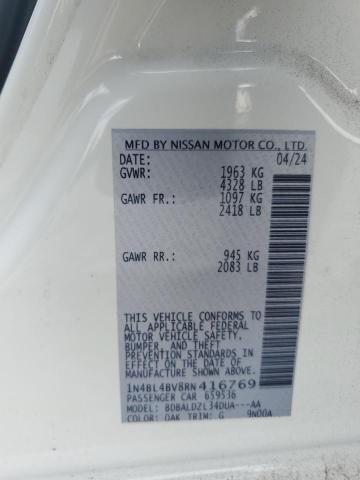 MFD BY NISSAN MOTOR CO., LTD.
DATE: 04/24
GVWR: 1963 KG
4328 LB
GAWR FR.: 1097 KG
2418 LB
GAWR RR.: 945 KG
2083 LB
THIS VEHICLE CONFORMS TO
ALL APPLICABLE FEDERAL
MOTOR VEHICLE SAFETY,
BUMPER, AND THEFT
PREVENTION STANDARDS
IN EFFECT ON THE DATE OF
MANUFACTURE SHOWN ABOVE.
1N4BL4BV8RN416769
PASSENGER CAR 659536
MODEL: BDBALDZL34DUA---AA
COLOR: QAK TRIM: G 9N00A